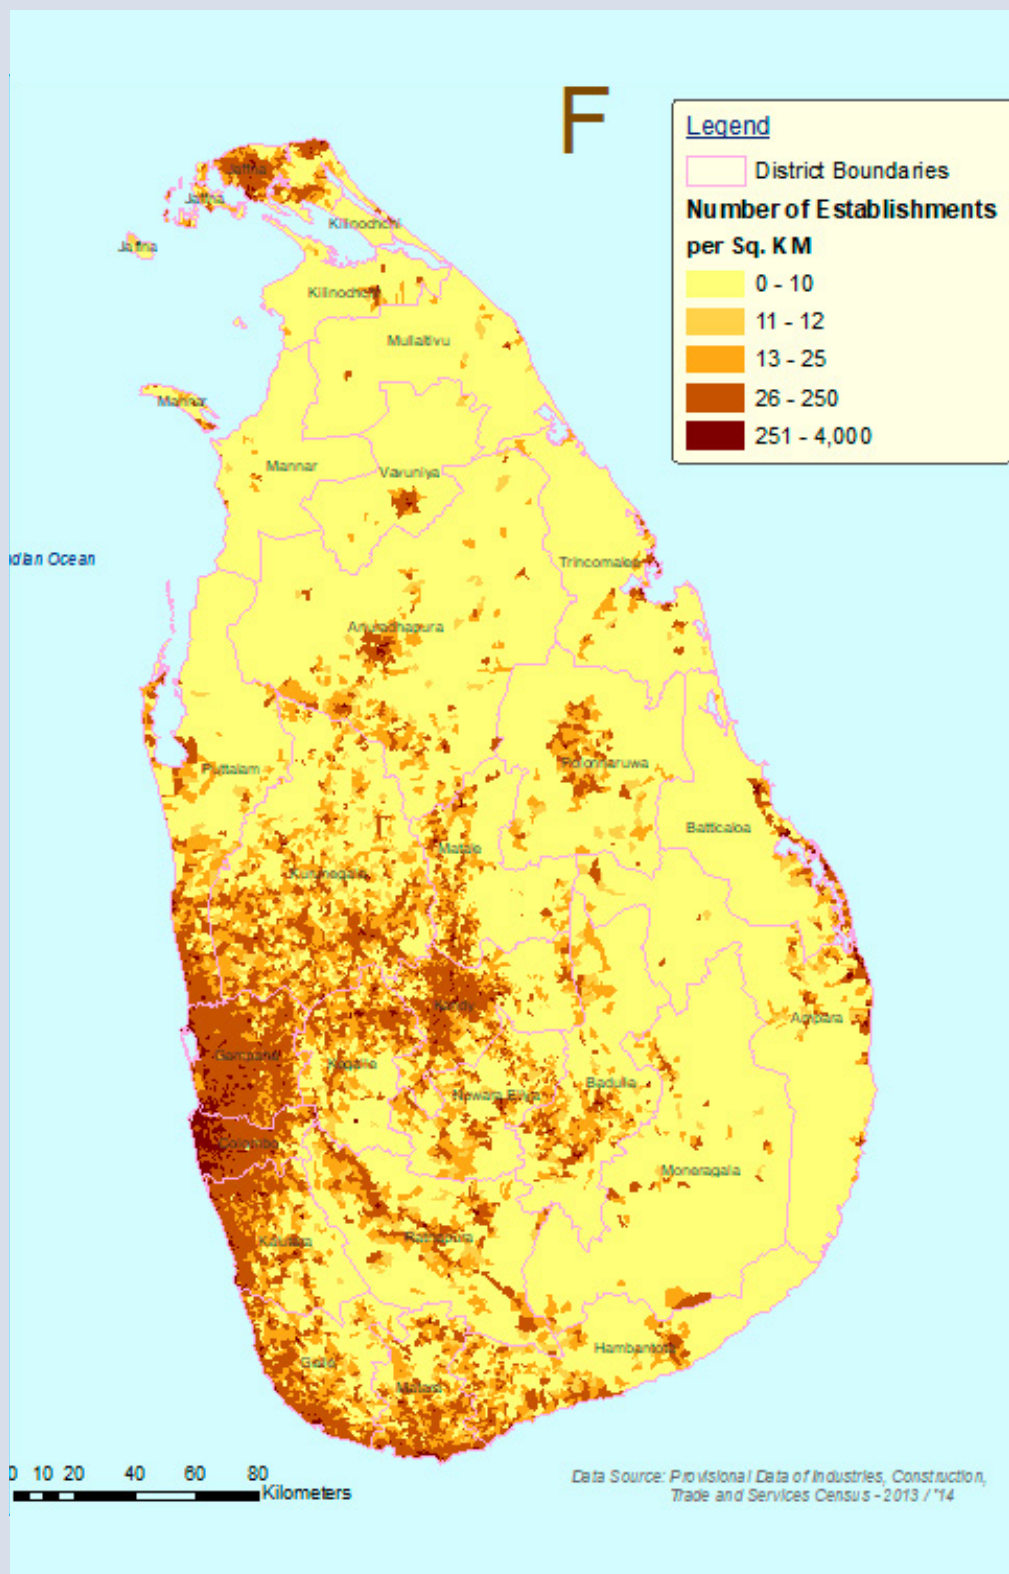 F
Legend
District Boundaries
Number of Establishments
per Sq. KM
0 - 10
11 - 12
13 - 25
26 - 250
251 - 4,000
Jaffna
Jaffna
Jaffna
Kilinochchi
Kilinochchi
Mullaitivu
Mannar
Mannar
Vavuniya
ndian Ocean
Trincomalee
Anuradhapura
Puttalam
Polonnaruwa
Batticaloa
Matale
Kurunegala
Kandy
Ampara
Gampaha
Kegalle
Nuwara Eliya
Badulla
Colombo
Moneragala
Kalutara
Ratnapura
Hambantota
Galle
Matara
0 10 20 40 60 80
Kilometers
Data Source: Provisional Data of Industries, Construction,
Trade and Services Census - 2013 / '14